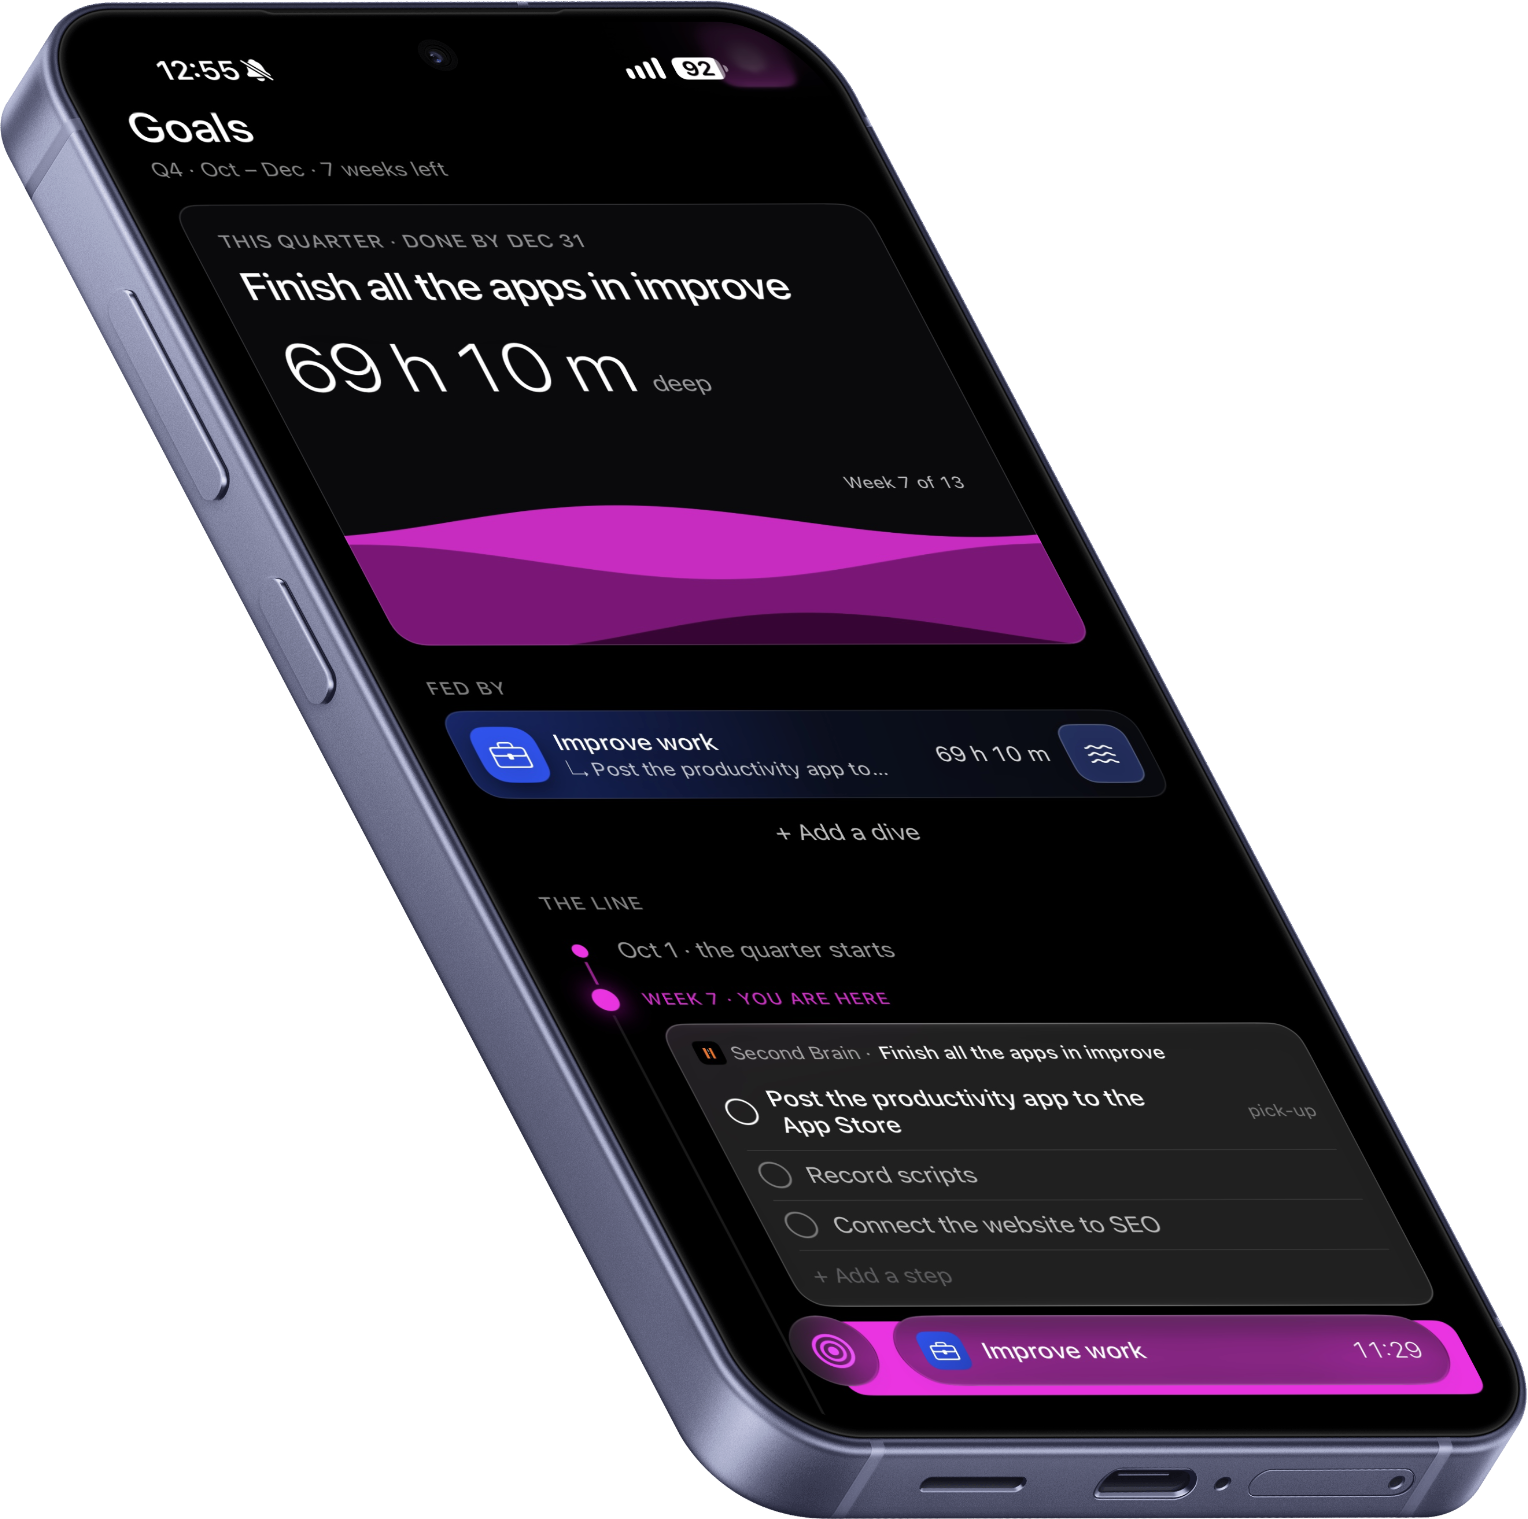 12:55
92
Goals
Q4 · Oct – Dec · 7 weeks left
THIS QUARTER · DONE BY DEC 31
Finish all the apps in improve
69 h 10 m deep
Week 7 of 13
FED BY
Improve work
Post the productivity app to...
69 h 10 m
+ Add a dive
THE LINE
Oct 1 · the quarter starts
WEEK 7 · YOU ARE HERE
Second Brain · Finish all the apps in improve
Post the productivity app to the
App Store
pick-up
Record scripts
Connect the website to SEO
+ Add a step
Improve work 11:29